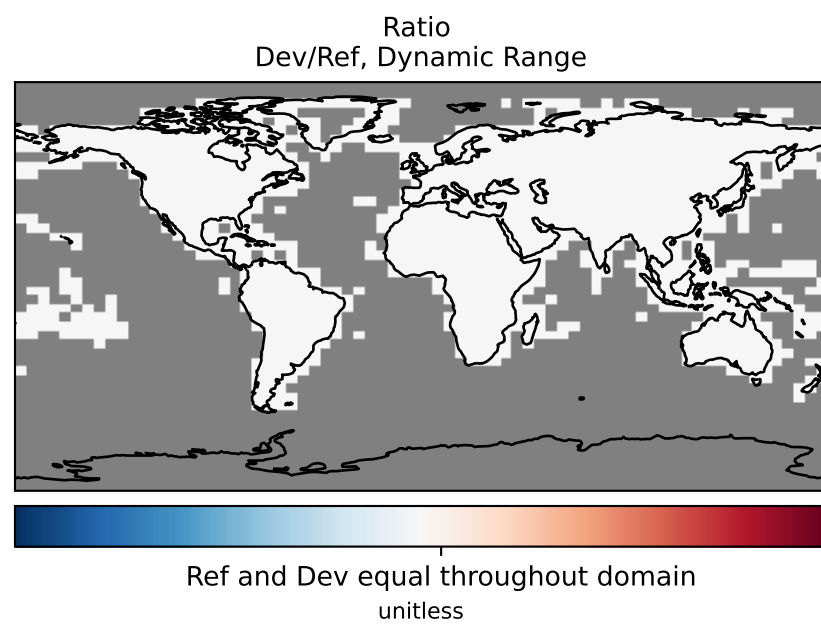 Ratio
Dev/Ref, Dynamic Range
Ref and Dev equal throughout domain
unitless